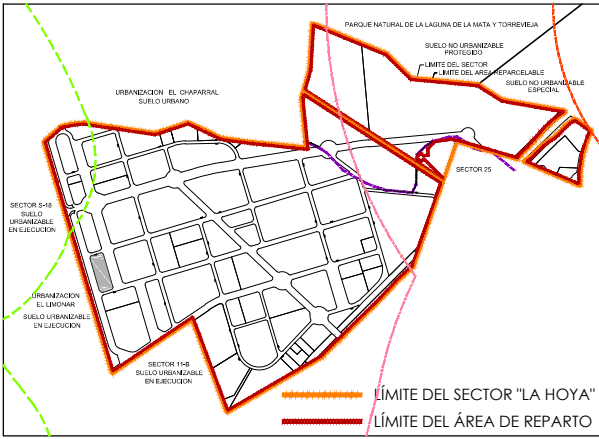 PARQUE NATURAL DE LA LAGUNA DE LA MATA Y TORREVIEJA
SUELO NO URBANIZABLE
PROTEGIDO
LIMITE DEL SECTOR
LIMITE DEL AREA REPARCELABLE
SUELO NO URBANIZABLE
ESPECIAL
URBANIZACION EL CHAPARRAL
SUELO URBANO
SECTOR 25
SECTOR S-18
SUELO
URBANIZABLE
EN EJECUCION
URBANIZACION
EL LIMONAR
SUELO URBANIZABLE
EN EJECUCION
SECTOR 11-B
SUELO URBANIZABLE
EN EJECUCION
LÍMITE DEL SECTOR "LA HOYA"
LÍMITE DEL ÁREA DE REPARTO